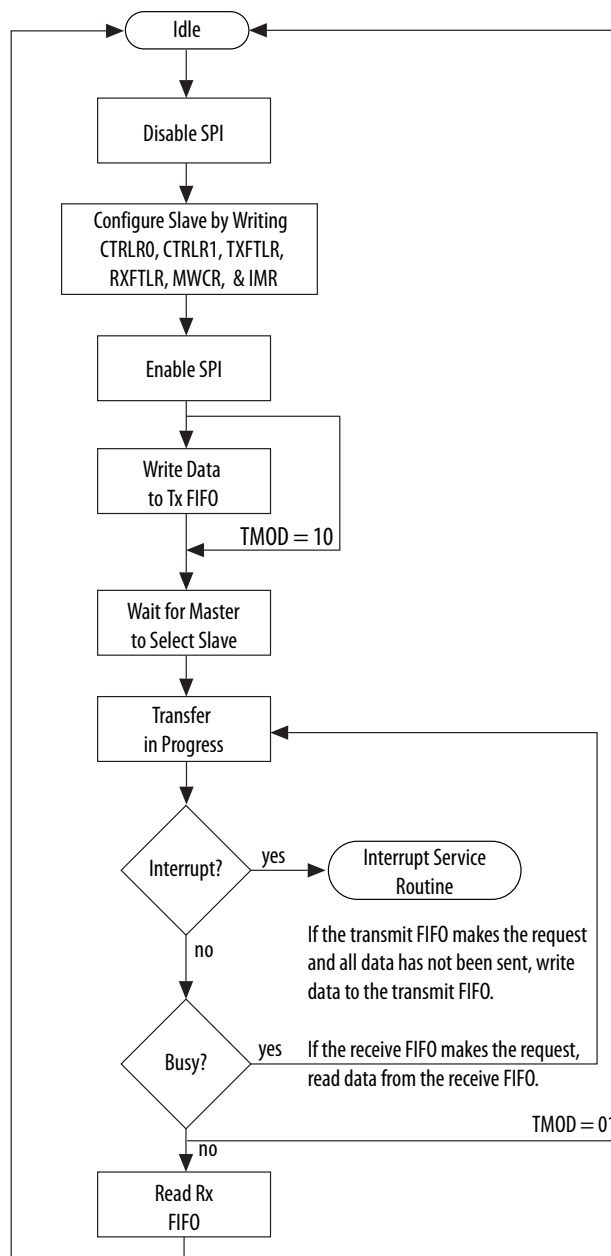 Idle
Disable SPI
Configure Slave by Writing
CTRLR0, CTRLR1, TXFTLR,
RXFTLR, MWCR, & IMR
Enable SPI
Write Data
to Tx FIFO
TMOD = 10
Wait for Master
to Select Slave
Transfer
in Progress
Interrupt?
yes
Interrupt Service
Routine
no
If the transmit FIFO makes the request
and all data has not been sent, write
data to the transmit FIFO.
Busy?
yes
If the receive FIFO makes the request,
read data from the receive FIFO.
TMOD = 01
no
Read Rx
FIFO